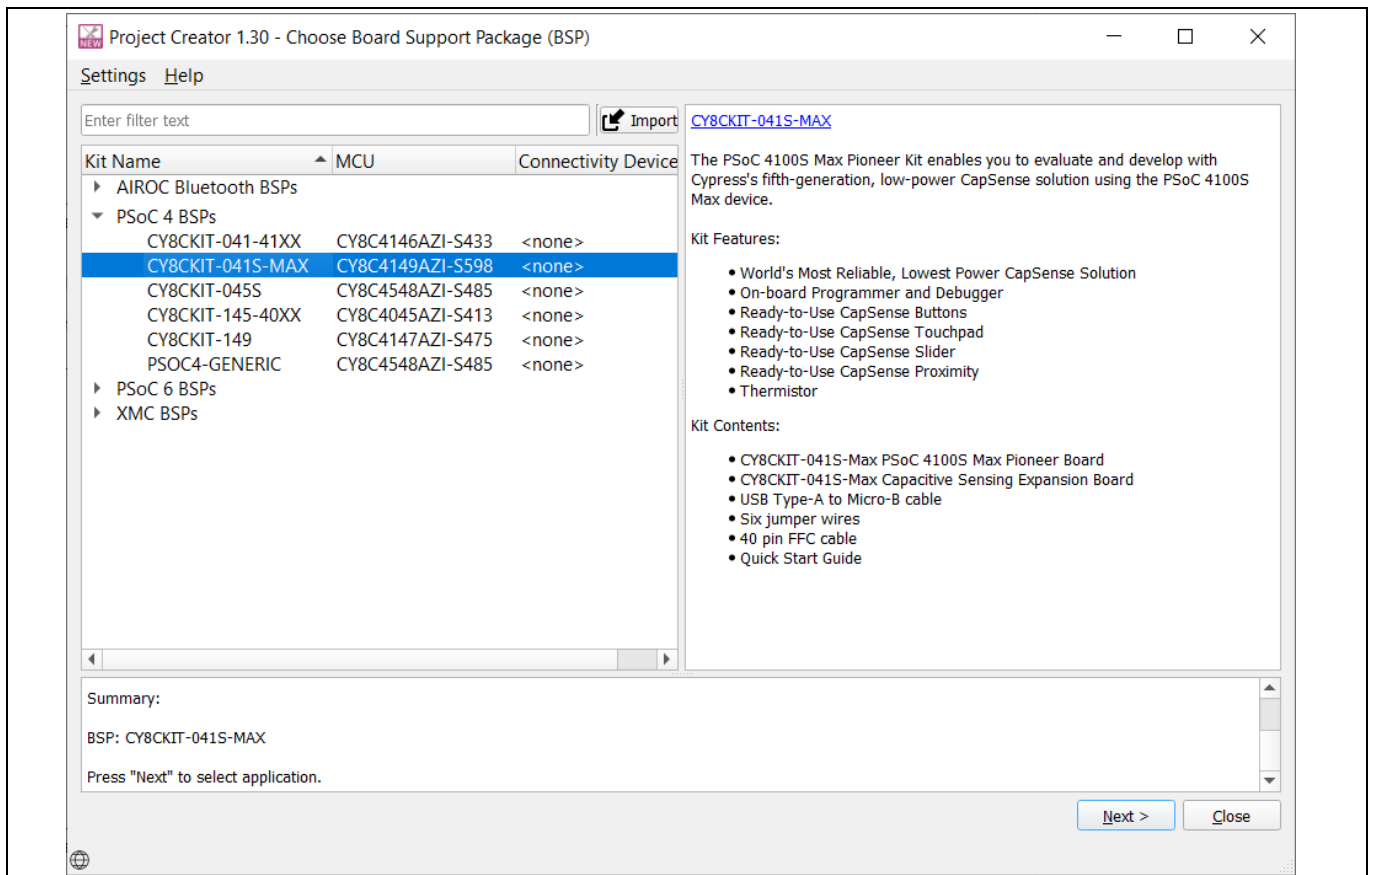 NEW
Project Creator 1.30 - Choose Board Support Package (BSP)
Settings Help
Enter filter text
Import
Kit Name MCU Connectivity Device
AIROC Bluetooth BSPs
PSoC 4 BSPs
CY8CKIT-041-41XX CY8C4146AZI-S433 <none>
CY8CKIT-041S-MAX CY8C4149AZI-S598 <none>
CY8CKIT-045S CY8C4548AZI-S485 <none>
CY8CKIT-145-40XX CY8C4045AZI-S413 <none>
CY8CKIT-149 CY8C4147AZI-S475 <none>
PSOC4-GENERIC CY8C4548AZI-S485 <none>
PSoC 6 BSPs
XMC BSPs
CY8CKIT-041S-MAX
The PSoC 4100S Max Pioneer Kit enables you to evaluate and develop with
Cypress's fifth-generation, low-power CapSense solution using the PSoC 4100S
Max device.
Kit Features:
• World's Most Reliable, Lowest Power CapSense Solution
• On-board Programmer and Debugger
• Ready-to-Use CapSense Buttons
• Ready-to-Use CapSense Touchpad
• Ready-to-Use CapSense Slider
• Ready-to-Use CapSense Proximity
• Thermistor
Kit Contents:
• CY8CKIT-041S-Max PSoC 4100S Max Pioneer Board
• CY8CKIT-041S-Max Capacitive Sensing Expansion Board
• USB Type-A to Micro-B cable
• Six jumper wires
• 40 pin FFC cable
• Quick Start Guide
Summary:
BSP: CY8CKIT-041S-MAX
Press "Next" to select application.
Next >
Close